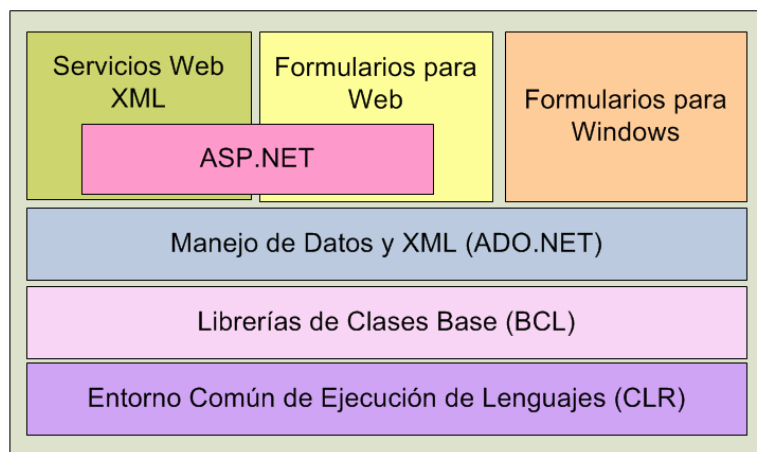 Servicios Web
XML
Formularios para
Web
Formularios para
Windows
ASP.NET
Manejo de Datos y XML (ADO.NET)
Librerías de Clases Base (BCL)
Entorno Común de Ejecución de Lenguajes (CLR)